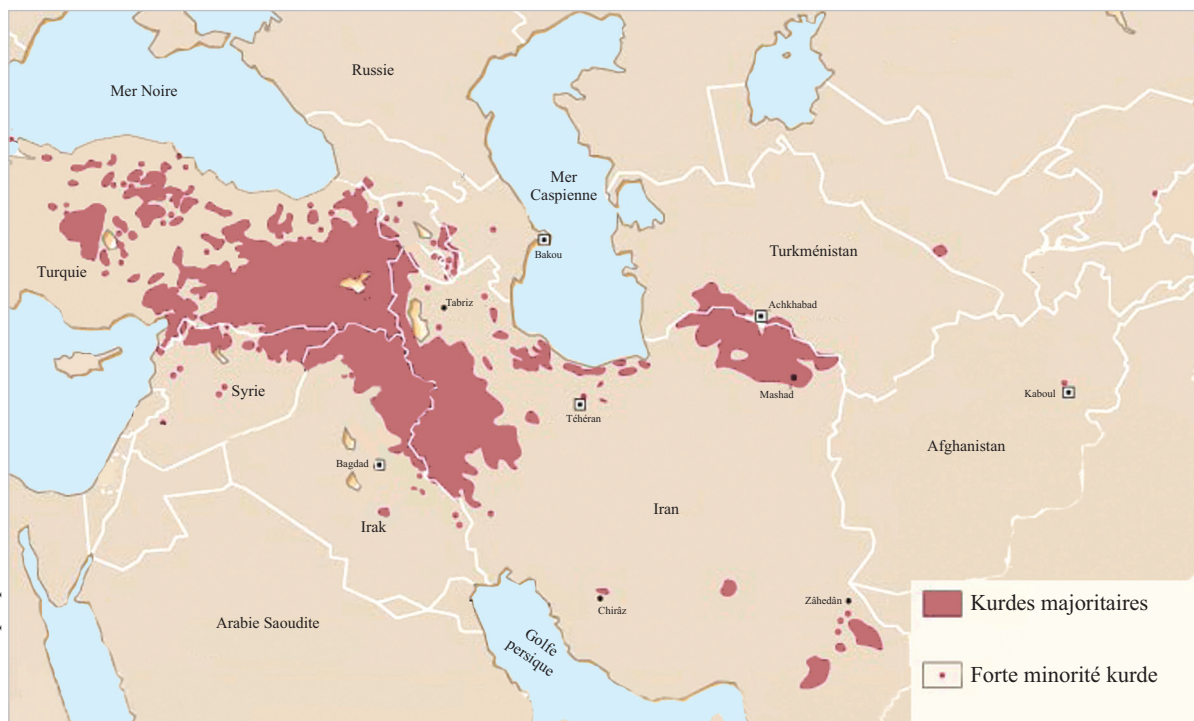 Russie
Mer Noire
Mer
Caspienne
Bakou
Turkménistan
Turquie
Tabriz
Achkhabad
Mashad
Syrie
Téhéran
Kaboul
Afghanistan
Bagdad
Irak
Iran
Chirâz
Zâhedân
Arabie Saoudite
Golfe
persique
Kurdes majoritaires
Forte minorité kurde